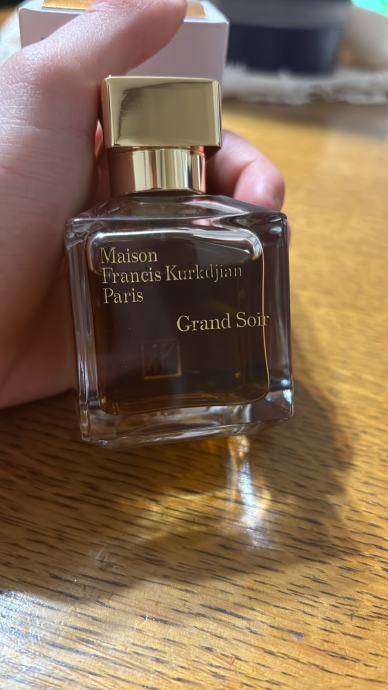 Maison
Francis Kurkdjian
Paris
Grand Soir